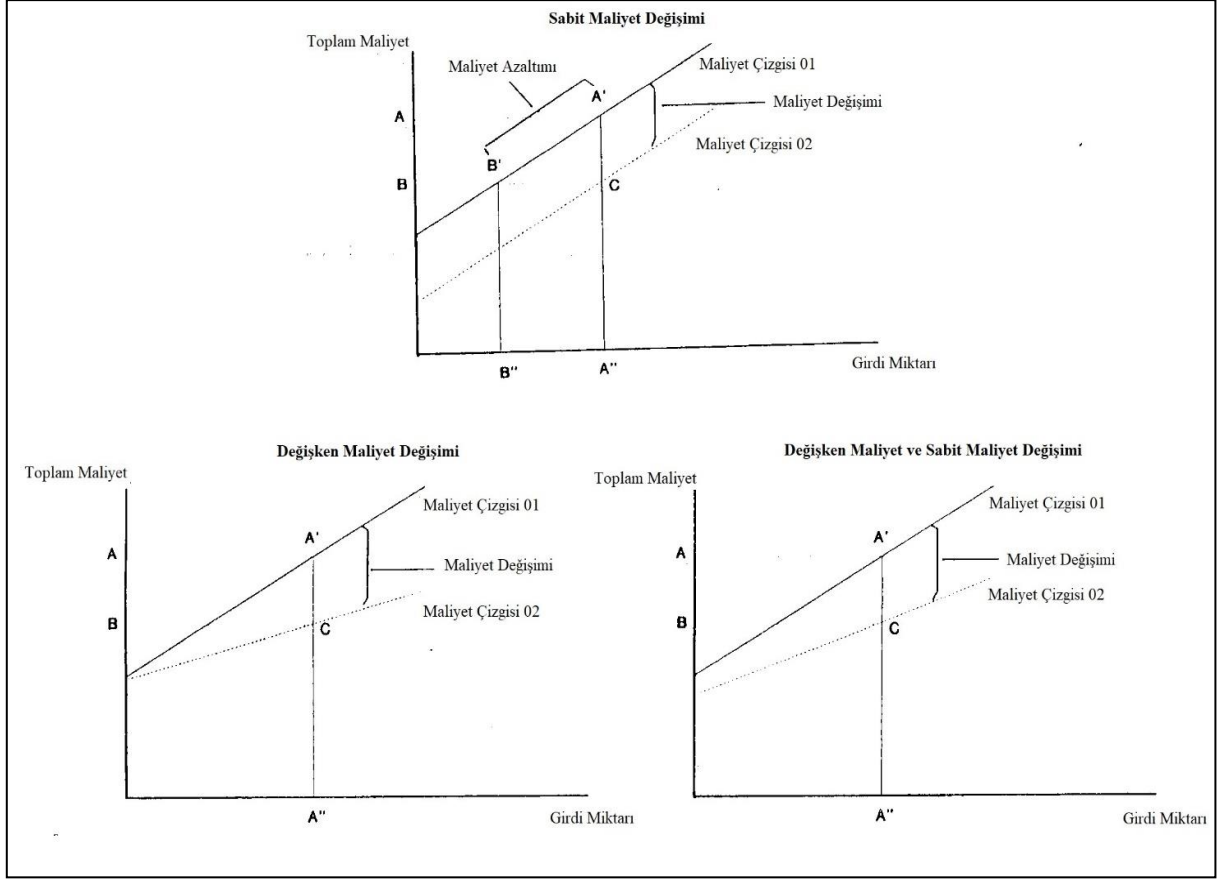 Sabit Maliyet Değişimi
Toplam Maliyet
Maliyet Azaltımı
Maliyet Çizgisi 01
A'
Maliyet Değişimi
A
Maliyet Çizgisi 02
B'
B
C
Girdi Miktarı
B"
A"
Değişken Maliyet Değişimi
Toplam Maliyet
Maliyet Çizgisi 01
A'
A
Maliyet Değişimi
Maliyet Çizgisi 02
B
C
A"
Girdi Miktarı
Değişken Maliyet ve Sabit Maliyet Değişimi
Toplam Maliyet
Maliyet Çizgisi 01
A'
A
Maliyet Değişimi
Maliyet Çizgisi 02
B
C
A"
Girdi Miktarı